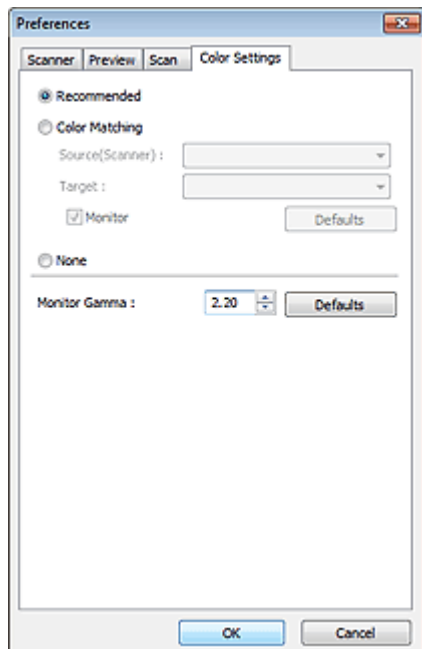 Preferences
Scanner Preview Scan Color Settings
Recommended
Color Matching
Source(Scanner) :
Target :
Monitor Defaults
None
Monitor Gamma : 2.20 Defaults
OK Cancel